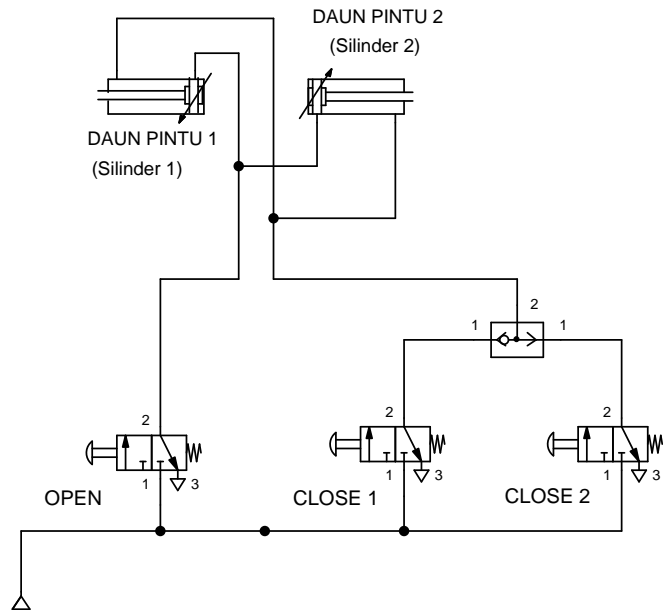 DAUN PINTU 2
(Silinder 2)
DAUN PINTU 1
(Silinder 1)
2
1
1
2
1
3
OPEN
2
1
3
CLOSE 1
2
1
3
CLOSE 2